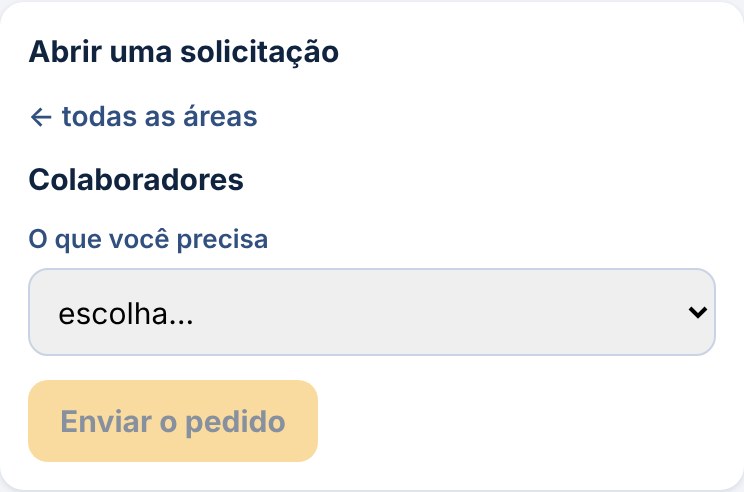 Abrir uma solicitação
← todas as áreas
Colaboradores
O que você precisa
escolha...
Enviar o pedido